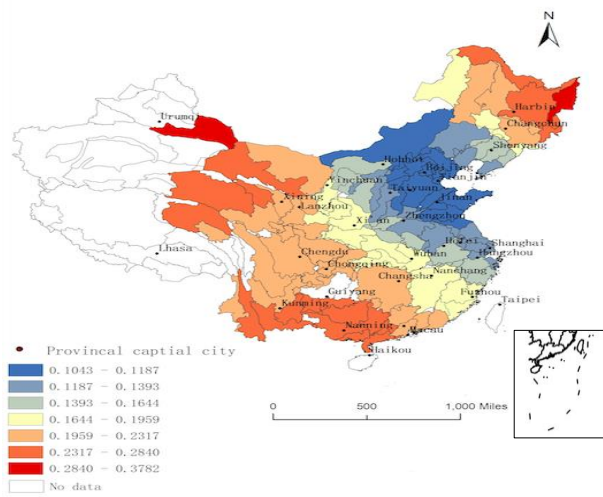 N
Urumqi
Harbin
Changchun
Shenyang
Hohhot
Beijing
Tianjin
Yinchuan
Taiyuan
Jinan
Xining
Lanzhou
Zhengzhou
Xi'an
Shanghai
Hefei
Hangzhou
Lhasa
Chengdu
Wuhan
Chongqing
Nanchang
Changsha
Guiyang
Fuzhou
Taipei
Kunming
Nanning
Macau
Haikou
Provincal captial city
0.1043 - 0.1187
0.1187 - 0.1393
0.1393 - 0.1644
0.1644 - 0.1959
0.1959 - 0.2317
0.2317 - 0.2840
0.2840 - 0.3782
No data
0 500 1,000 Miles